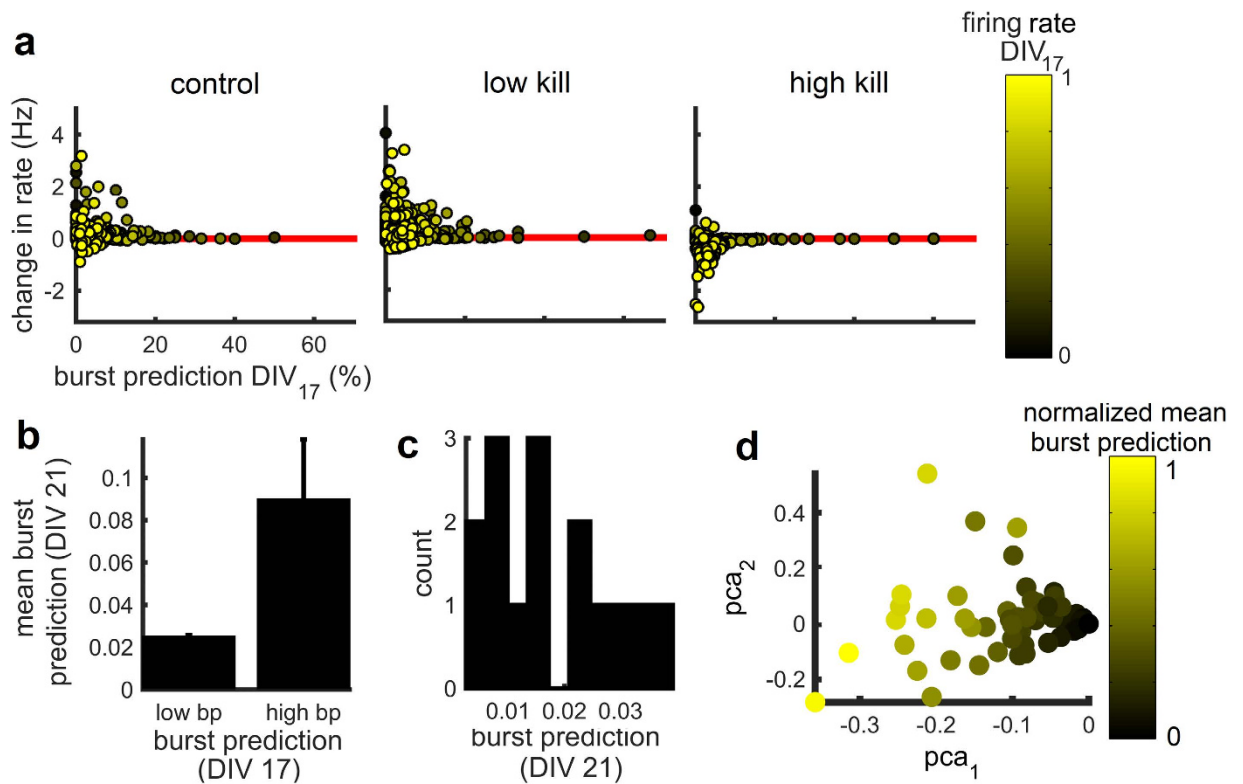 a
control
low kill
high kill
firing rate
DIV17
1
0
change in rate (Hz)
4
2
0
-2
0
20
40
60
burst prediction DIV17 (%)
b
mean burst
prediction (DIV 21)
0.1
0.08
0.06
0.04
0.02
0
low bp
high bp
burst prediction
(DIV 17)
c
count
3
2
1
0
0.01
0.02
0.03
burst prediction
(DIV 21)
d
normalized mean
burst prediction
1
0
pca2
0.4
0.2
0
-0.2
-0.3
-0.2
-0.1
0
pca1